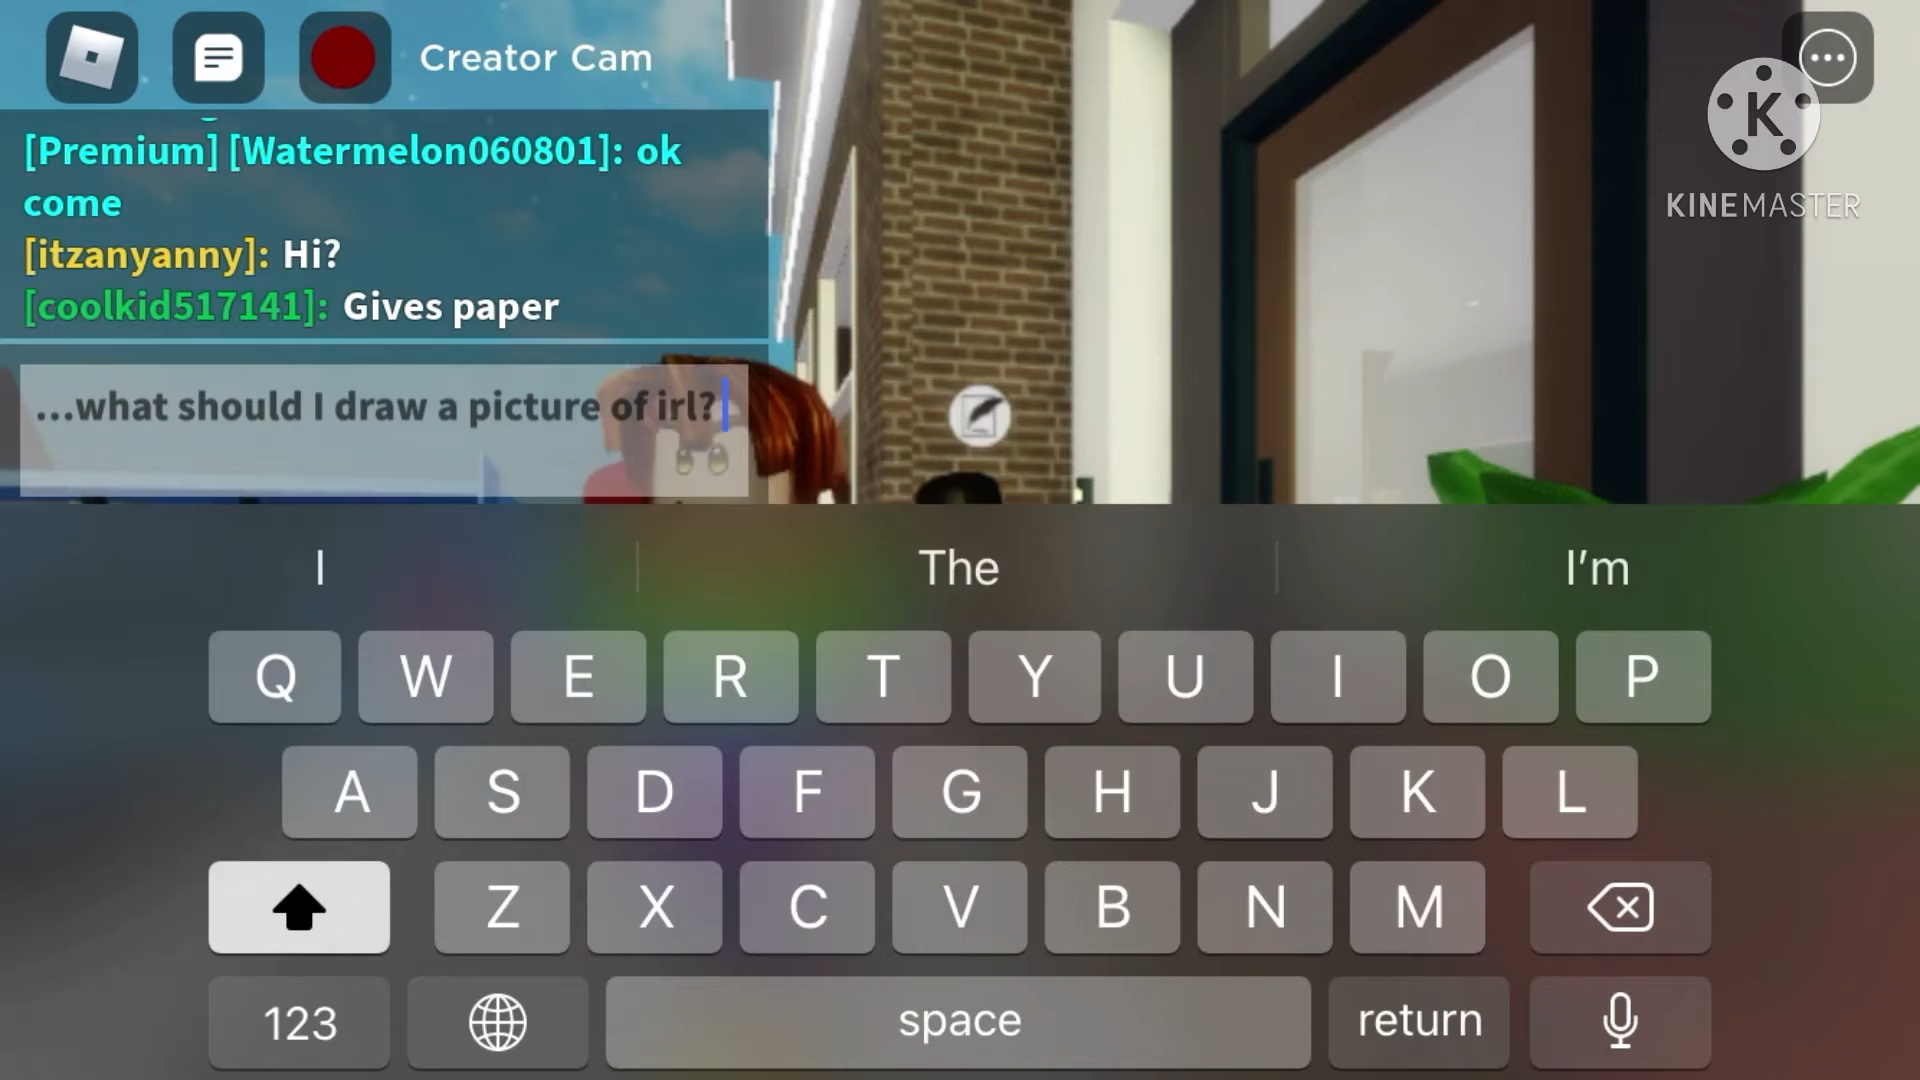 Creator Cam
[Premium] [Watermelon060801]: ok
come
[itzanyanny]: Hi?
[coolkid517141]: Gives paper
...what should I draw a picture of irl?
K
KINEMASTER
I The I'm
Q W E R T Y U I O P
A S D F G H J K L
Z X C V B N M
123 space return